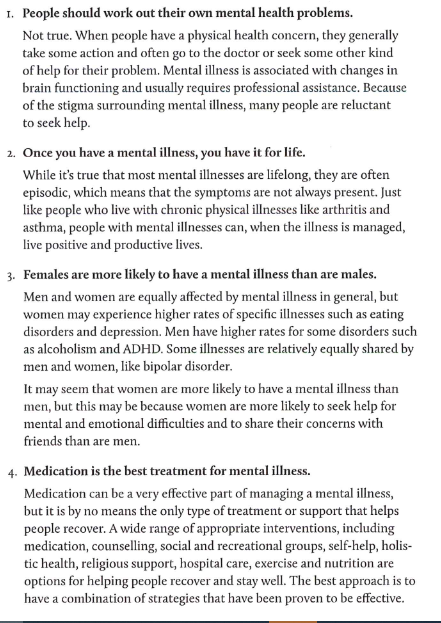 1. People should work out their own mental health problems.
Not true. When people have a physical health concern, they generally
take some action and often go to the doctor or seek some other kind
of help for their problem. Mental illness is associated with changes in
brain functioning and usually requires professional assistance. Because
of the stigma surrounding mental illness, many people are reluctant
to seek help.
2. Once you have a mental illness, you have it for life.
While it's true that most mental illnesses are lifelong, they are often
episodic, which means that the symptoms are not always present. Just
like people who live with chronic physical illnesses like arthritis and
asthma, people with mental illnesses can, when the illness is managed,
live positive and productive lives.
3. Females are more likely to have a mental illness than are males.
Men and women are equally affected by mental illness in general, but
women may experience higher rates of specific illnesses such as eating
disorders and depression. Men have higher rates for some disorders such
as alcoholism and ADHD. Some illnesses are relatively equally shared by
men and women, like bipolar disorder.
It may seem that women are more likely to have a mental illness than
men, but this may be because women are more likely to seek help for
mental and emotional difficulties and to share their concerns with
friends than are men.
4. Medication is the best treatment for mental illness.
Medication can be a very effective part of managing a mental illness,
but it is by no means the only type of treatment or support that helps
people recover. A wide range of appropriate interventions, including
medication, counselling, social and recreational groups, self-help, holis-
tic health, religious support, hospital care, exercise and nutrition are
options for helping people recover and stay well. The best approach is to
have a combination of strategies that have been proven to be effective.